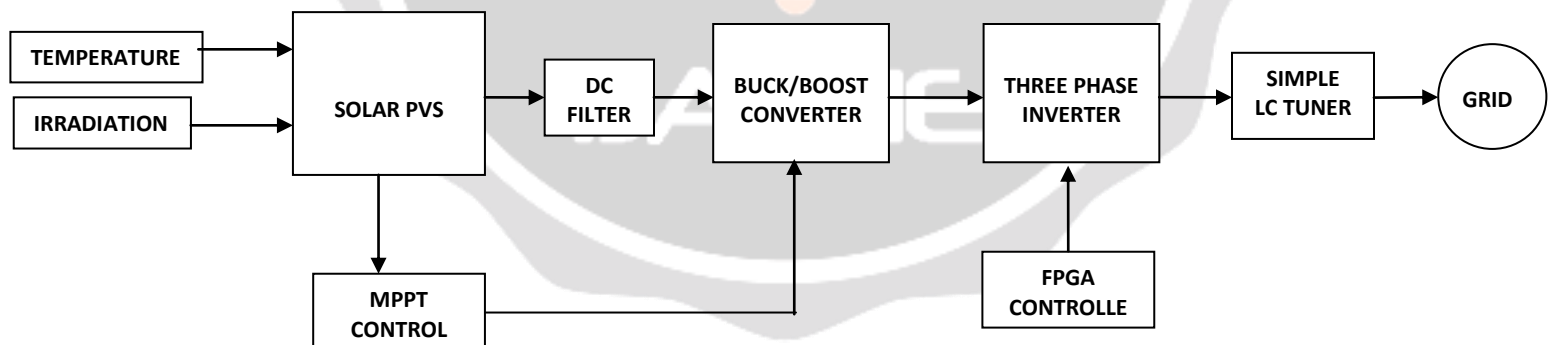 TEMPERATURE
IRRADIATION
SOLAR PVS
DC
FILTER
BUCK/BOOST
CONVERTER
THREE PHASE
INVERTER
SIMPLE
LC TUNER
GRID
MPPT
CONTROL
FPGA
CONTROLLE